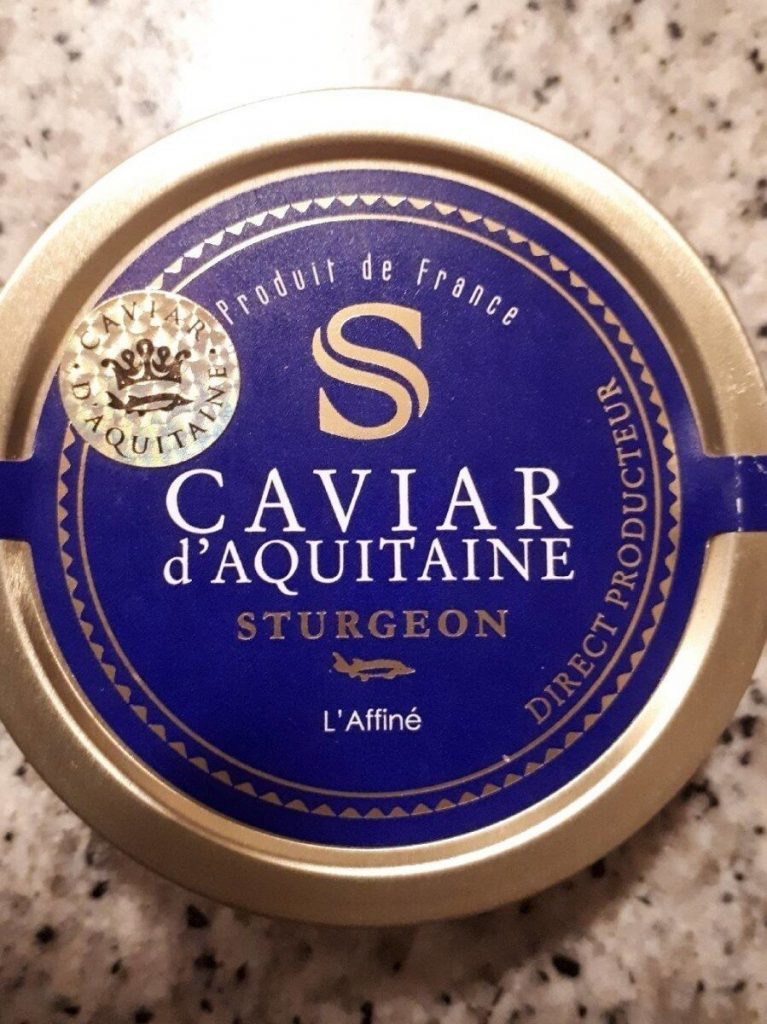 Produit de France
S
CAVIAR
d'AQUITAINE
STURGEON
L'Affiné
DIRECT PRODUCTEUR
CAVIAR
D'AQUITAINE